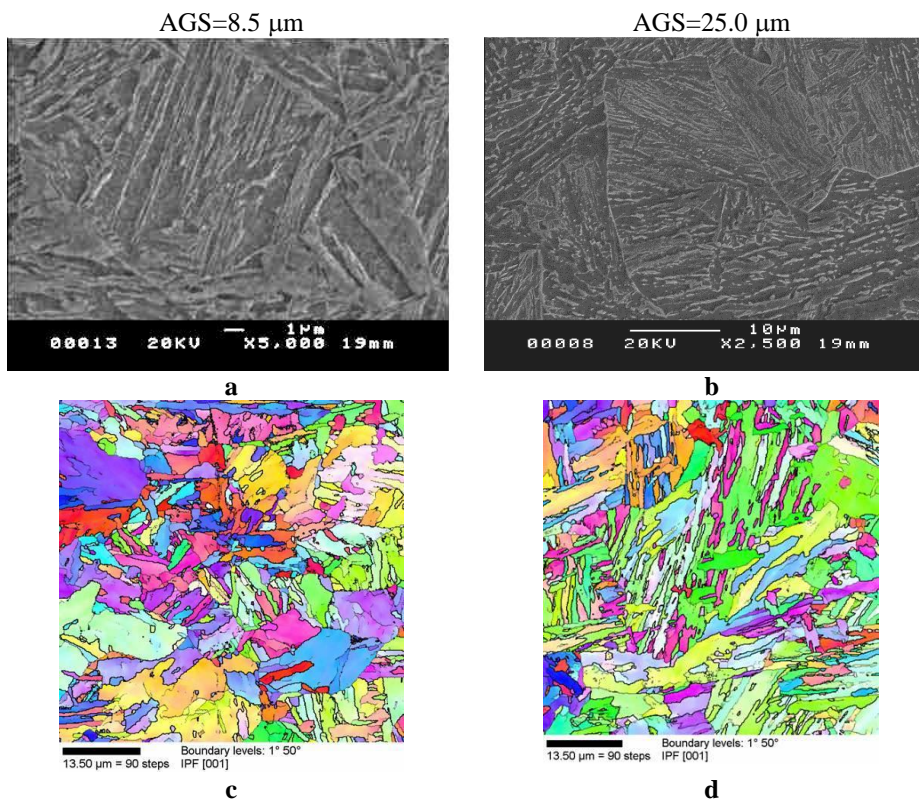 AGS=8.5 μm
AGS=25.0 μm
1μm
00013 20KV X5,000 19mm
10μm
00008 20KV X2,500 19mm
a
b
13.50 μm = 90 steps
Boundary levels: 1° 50°
IPF [001]
13.50 μm = 90 steps
Boundary levels: 1° 50°
IPF [001]
c
d